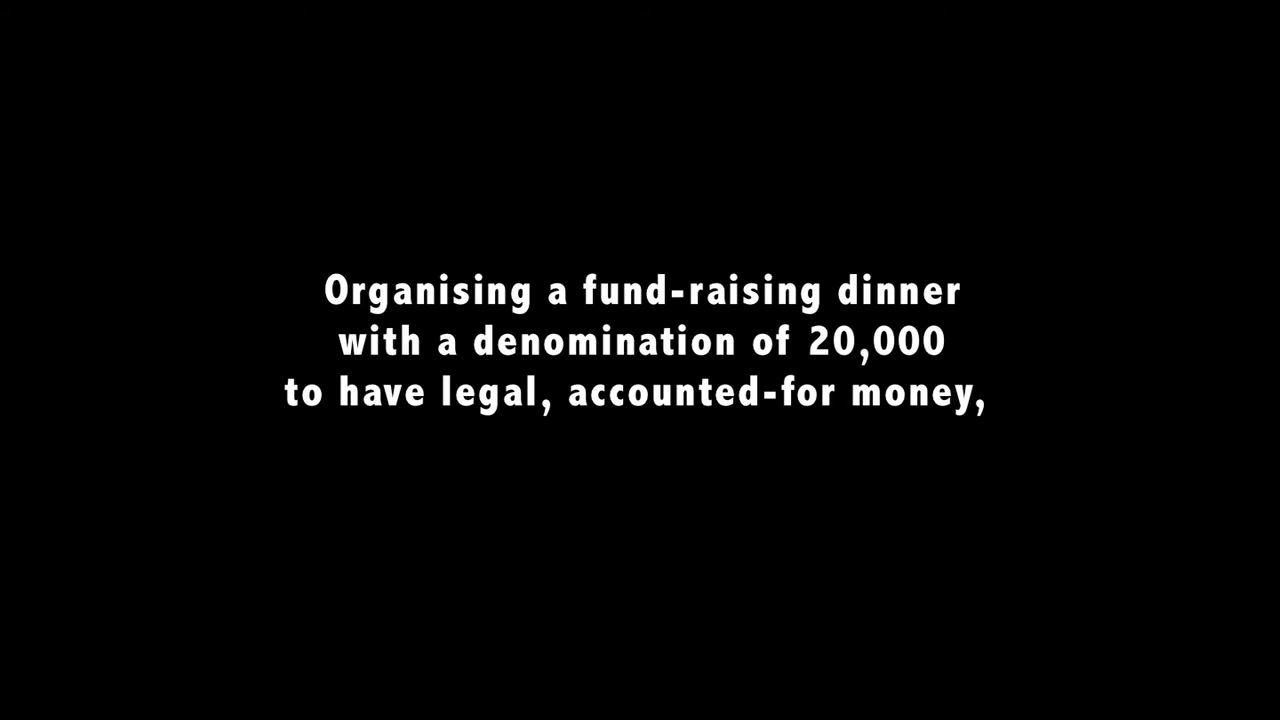 Organising a fund-raising dinner
with a denomination of 20,000
to have legal, accounted-for money,